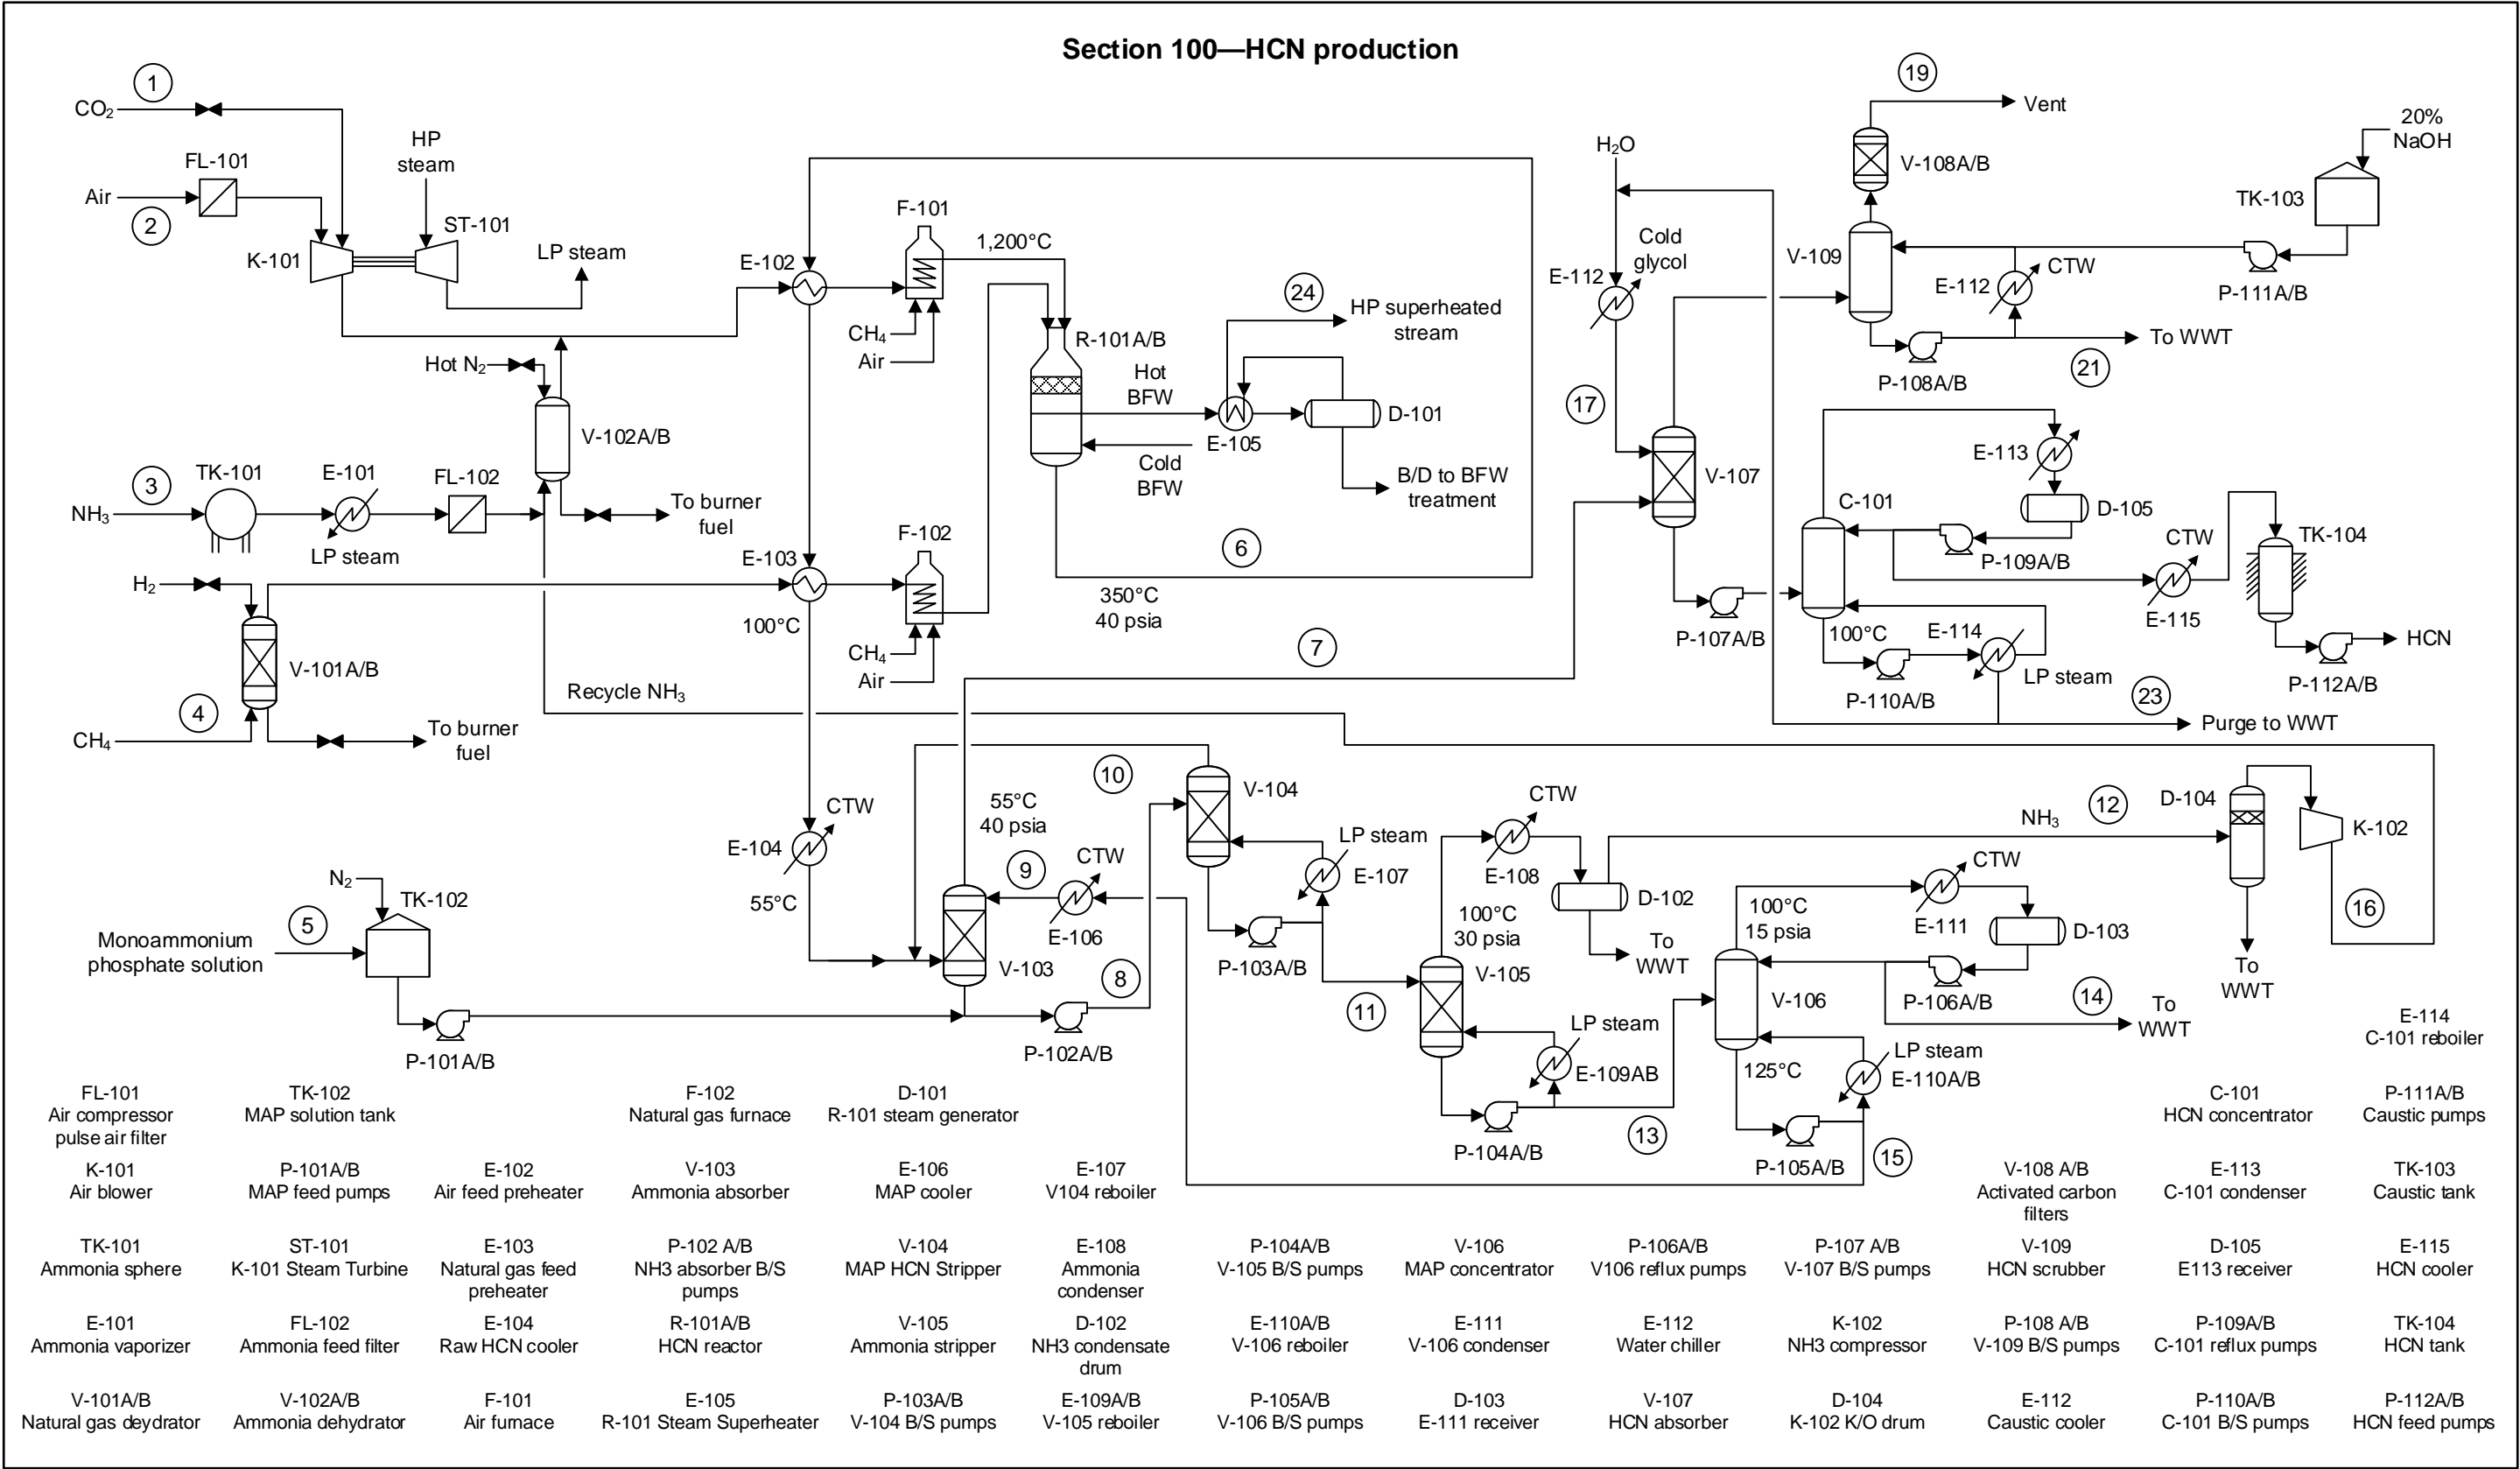 Section 100—HCN production
1
CO2
FL-101
Air
2
HP
steam
ST-101
K-101
LP steam
Hot N2
V-102A/B
3
NH3
TK-101
E-101
LP steam
FL-102
To burner
fuel
H2
V-101A/B
4
CH4
To burner
fuel
Recycle NH3
E-102
F-101
1,200°C
CH4
Air
R-101A/B
Hot
BFW
Cold
BFW
E-105
24
HP superheated
stream
D-101
B/D to BFW
treatment
E-103
100°C
F-102
CH4
Air
6
350°C
40 psia
7
H2O
Cold
glycol
E-112
17
V-107
P-107A/B
19
Vent
V-108A/B
V-109
20%
NaOH
TK-103
P-111A/B
CTW
E-112
P-108A/B
To WWT
21
E-113
D-105
C-101
P-109A/B
CTW
E-115
TK-104
HCN
P-112A/B
100°C
E-114
LP steam
P-110A/B
23
Purge to WWT
CTW
E-104
55°C
N2
TK-102
5
Monoammonium
phosphate solution
P-101A/B
55°C
40 psia
9
CTW
E-106
V-103
8
P-102A/B
10
V-104
LP steam
E-107
P-103A/B
11
CTW
E-108
D-102
To
WWT
100°C
30 psia
V-105
LP steam
E-109AB
P-104A/B
13
NH3
12
D-104
K-102
16
To
WWT
CTW
E-111
D-103
100°C
15 psia
V-106
P-106A/B
14
To
WWT
125°C
LP steam
E-110A/B
P-105A/B
15
E-114
C-101 reboiler
FL-101
Air compressor
pulse air filter
TK-102
MAP solution tank
F-102
Natural gas furnace
D-101
R-101 steam generator
C-101
HCN concentrator
P-111A/B
Caustic pumps
K-101
Air blower
P-101A/B
MAP feed pumps
E-102
Air feed preheater
V-103
Ammonia absorber
E-106
MAP cooler
E-107
V104 reboiler
V-108 A/B
Activated carbon
filters
E-113
C-101 condenser
TK-103
Caustic tank
TK-101
Ammonia sphere
ST-101
K-101 Steam Turbine
E-103
Natural gas feed
preheater
P-102 A/B
NH3 absorber B/S
pumps
V-104
MAP HCN Stripper
E-108
Ammonia
condenser
P-104A/B
V-105 B/S pumps
V-106
MAP concentrator
P-106A/B
V106 reflux pumps
P-107 A/B
V-107 B/S pumps
V-109
HCN scrubber
D-105
E113 receiver
E-115
HCN cooler
E-101
Ammonia vaporizer
FL-102
Ammonia feed filter
E-104
Raw HCN cooler
R-101A/B
HCN reactor
V-105
Ammonia stripper
D-102
NH3 condensate
drum
E-110A/B
V-106 reboiler
E-111
V-106 condenser
E-112
Water chiller
K-102
NH3 compressor
P-108 A/B
V-109 B/S pumps
P-109A/B
C-101 reflux pumps
TK-104
HCN tank
V-101A/B
Natural gas deydrator
V-102A/B
Ammonia dehydrator
F-101
Air furnace
E-105
R-101 Steam Superheater
P-103A/B
V-104 B/S pumps
E-109A/B
V-105 reboiler
P-105A/B
V-106 B/S pumps
D-103
E-111 receiver
V-107
HCN absorber
D-104
K-102 K/O drum
E-112
Caustic cooler
P-110A/B
C-101 B/S pumps
P-112A/B
HCN feed pumps